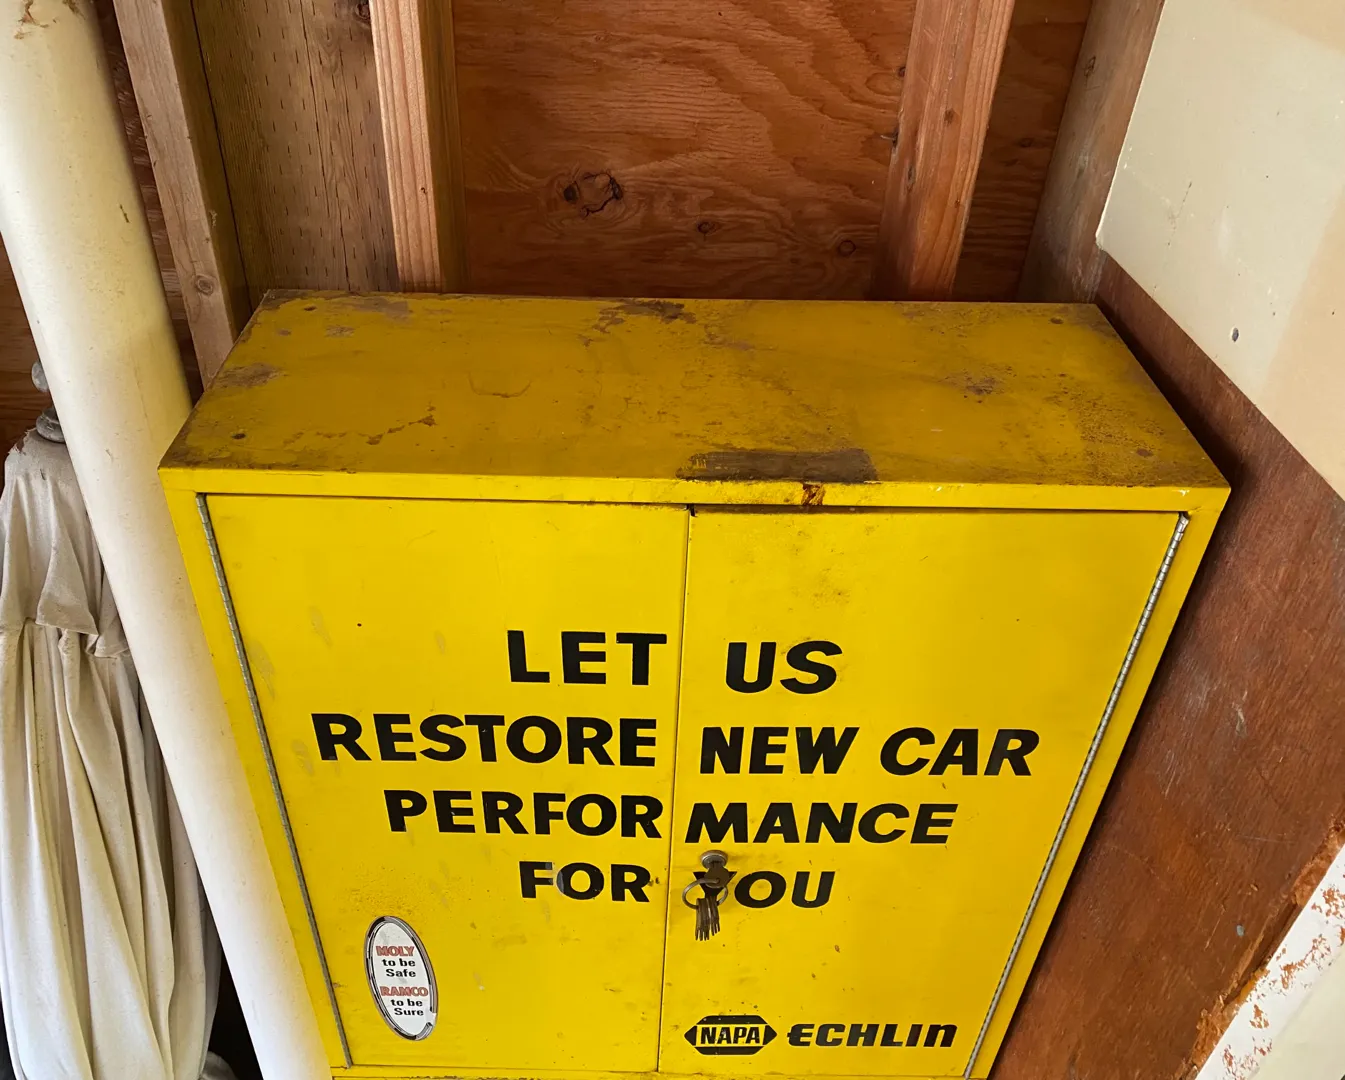 LET US
RESTORE NEW CAR
PERFORMANCE
FOR YOU
MOLY
to be
Safe
RAMCO
to be
Sure
NAPA ECHLIN